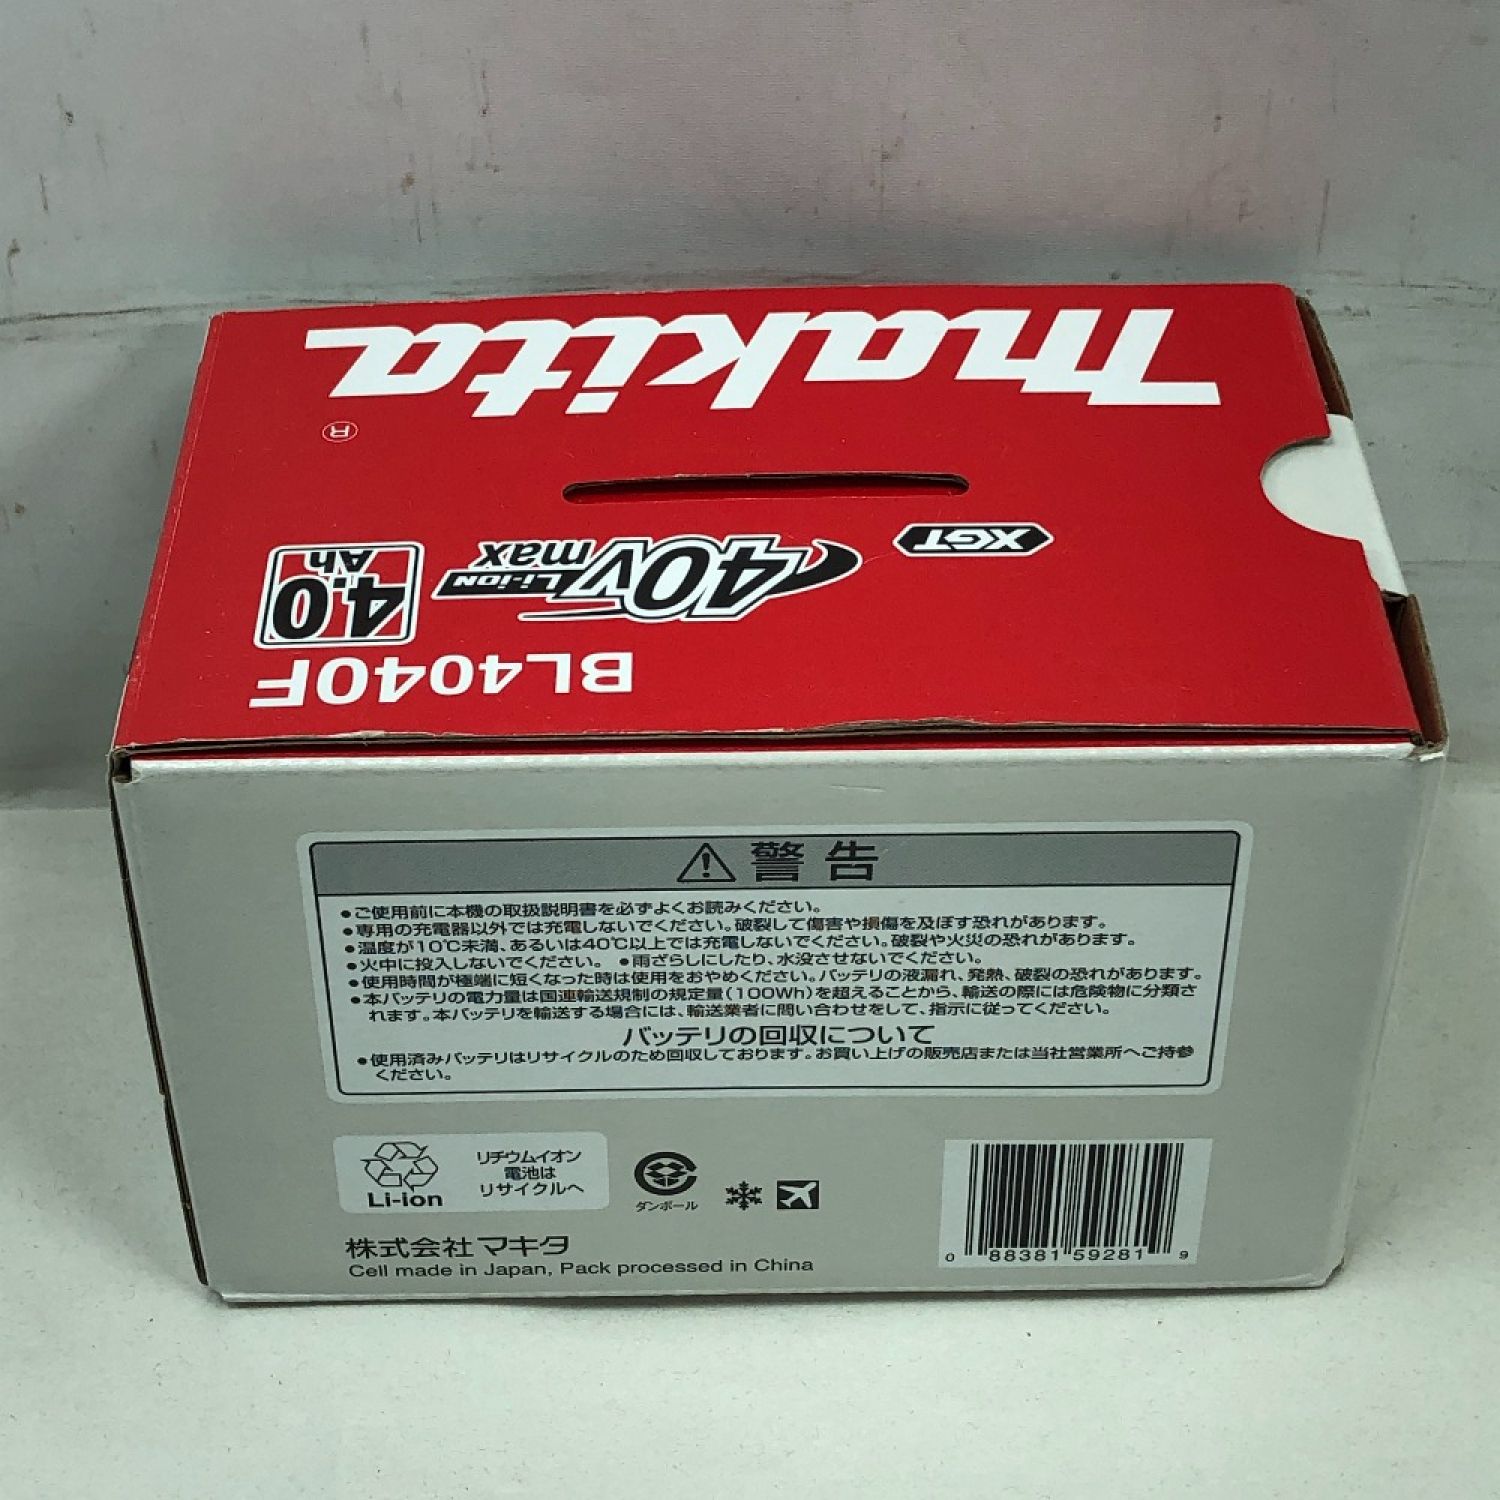 makita
®
XGT
40Vmax
Li-ion
4.0
Ah
BL4040F
警告
●ご使用前に本機の取扱説明書を必ずよくお読みください。
●専用の充電器以外では充電しないでください。破裂して傷害や損傷を及ぼす恐れがあります。
●温度が10℃未満、あるいは40℃以上では充電しないでください。破裂や火災の恐れがあります。
●火中に投入しないでください。 ●雨ざらしにしたり、水没させないでください。
●使用時間が極端に短くなった時は使用をおやめください。バッテリの液漏れ、発熱、破裂の恐れがあります。
●本バッテリの電力量は国連輸送規制の規定量(100Wh)を超えることから、輸送の際には危険物に分類さ
れます。本バッテリを輸送する場合には、輸送業者に問い合わせをして、指示に従ってください。
バッテリの回収について
●使用済みバッテリはリサイクルのため回収しております。お買い上げの販売店または当社営業所へご持参
ください。
Li-ion
リチウムイオン
電池は
リサイクルへ
ダンボール
株式会社マキタ
Cell made in Japan, Pack processed in China
0 88381 59281 9